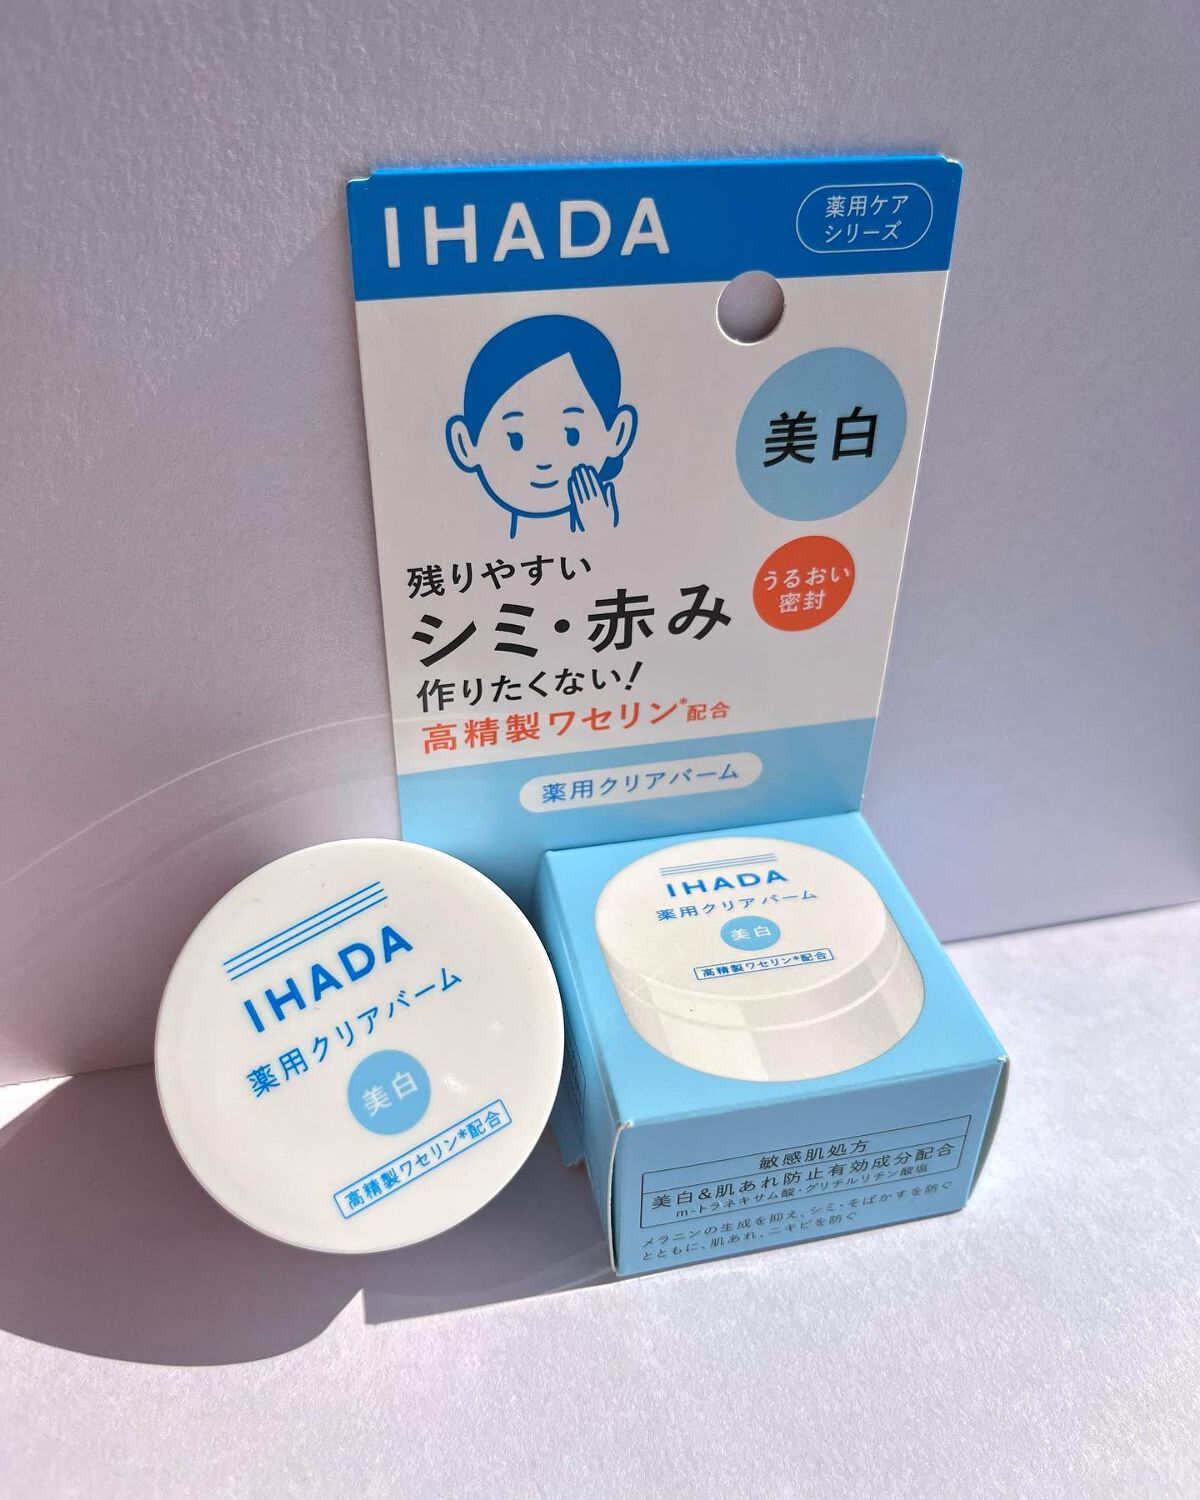 IHADA
薬用ケア
シリーズ
美白
残りやすい
シミ・赤み
作りたくない!
うるおい
密封
高精製ワセリン*配合
薬用クリアバーム
IHADA
薬用クリアバーム
美白
高精製ワセリン*配合
IHADA
薬用クリアバーム
美白
高精製ワセリン*配合
敏感肌処方
美白&肌あれ防止有効成分配合
m-トラネキサム酸・グリチルリチン酸塩
メラニンの生成を抑え、シミ・そばかすを防ぐ
とともに、肌あれ、ニキビを防ぐ